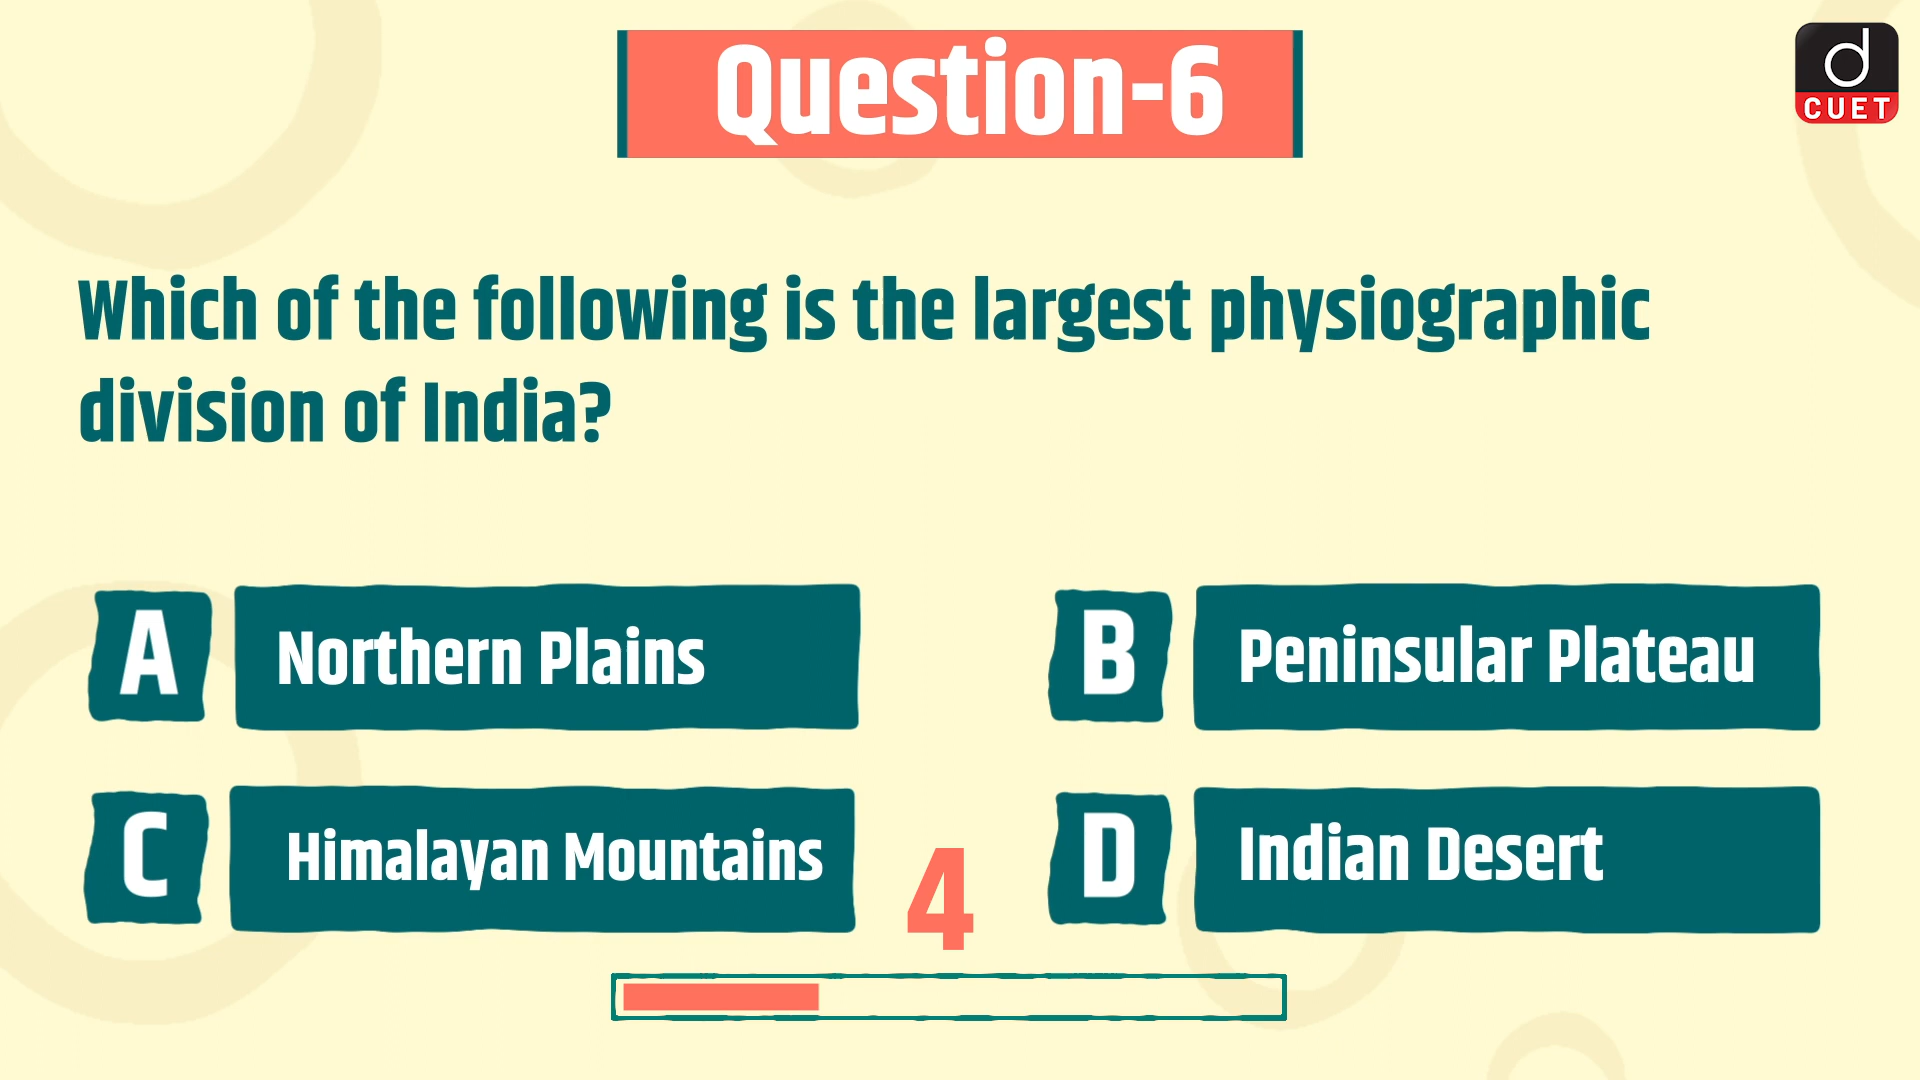 Question-6
d
CUET
Which of the following is the largest physiographic
division of India?
A Northern Plains
B Peninsular Plateau
C Himalayan Mountains
D Indian Desert
4